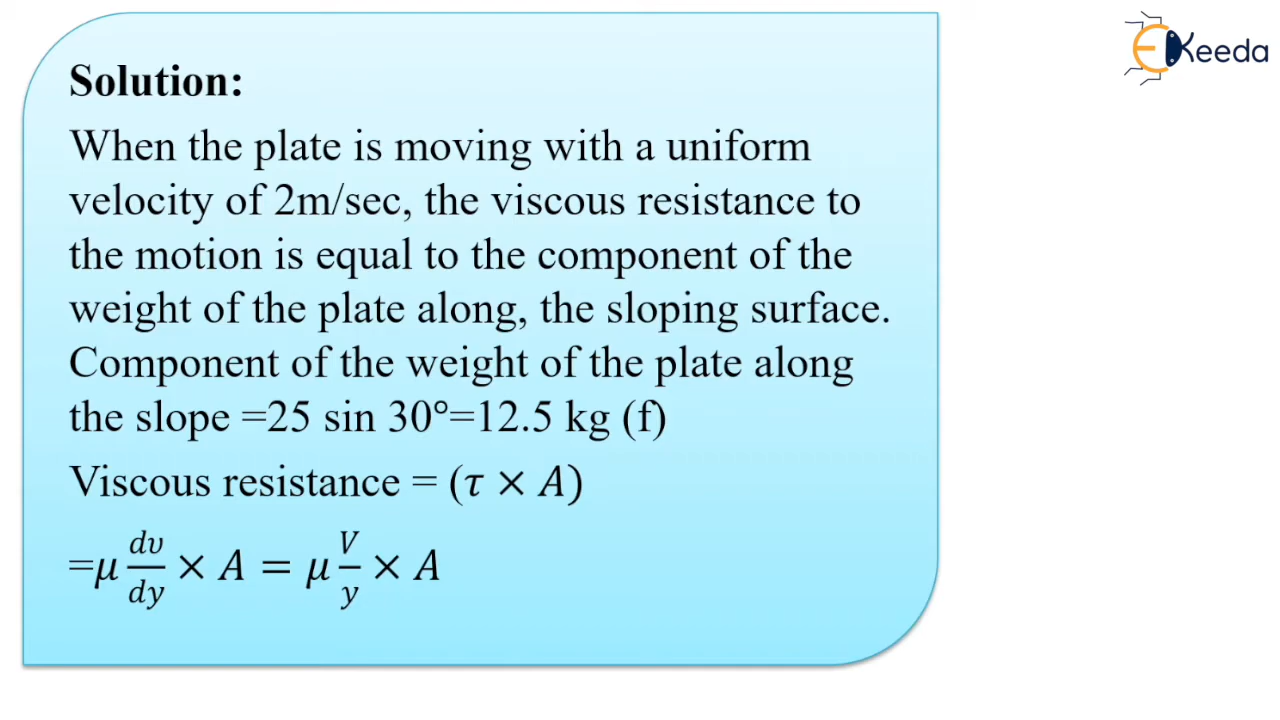 Solution:
When the plate is moving with a uniform
velocity of 2m/sec, the viscous resistance to
the motion is equal to the component of the
weight of the plate along, the sloping surface.
Component of the weight of the plate along
the slope =25 sin 30°=12.5 kg (f)
Viscous resistance = (τ × A)
=μ dυ/dy × A = μ V/y × A
EKeeda